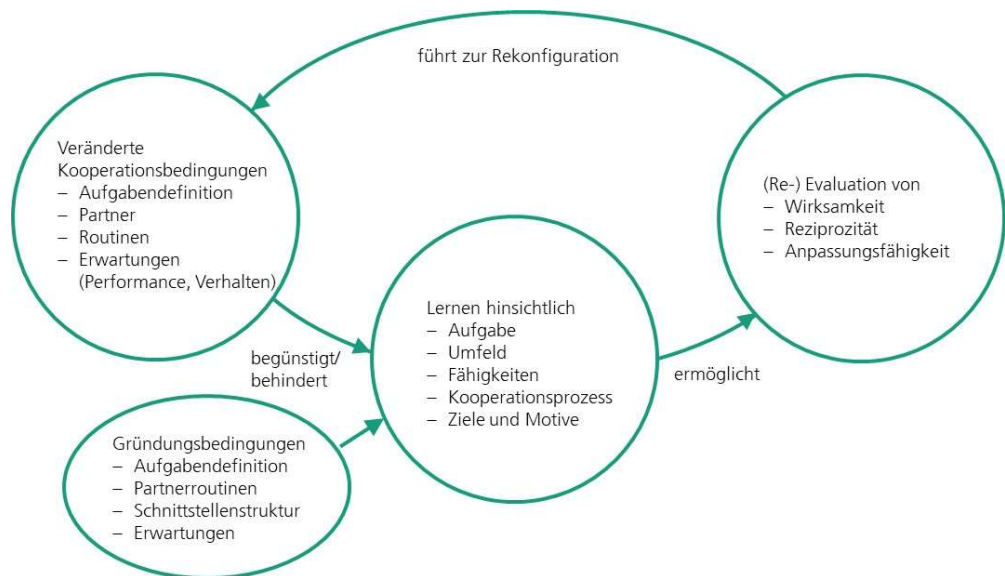 führt zur Rekonfiguration
Veränderte
Kooperationsbedingungen
– Aufgabendefinition
– Partner
– Routinen
– Erwartungen
(Performance, Verhalten)
(Re-) Evaluation von
– Wirksamkeit
– Reziprozität
– Anpassungsfähigkeit
Lernen hinsichtlich
– Aufgabe
– Umfeld
– Fähigkeiten
– Kooperationsprozess
– Ziele und Motive
begünstigt/
behindert
ermöglicht
Gründungsbedingungen
– Aufgabendefinition
– Partnerroutinen
– Schnittstellenstruktur
– Erwartungen